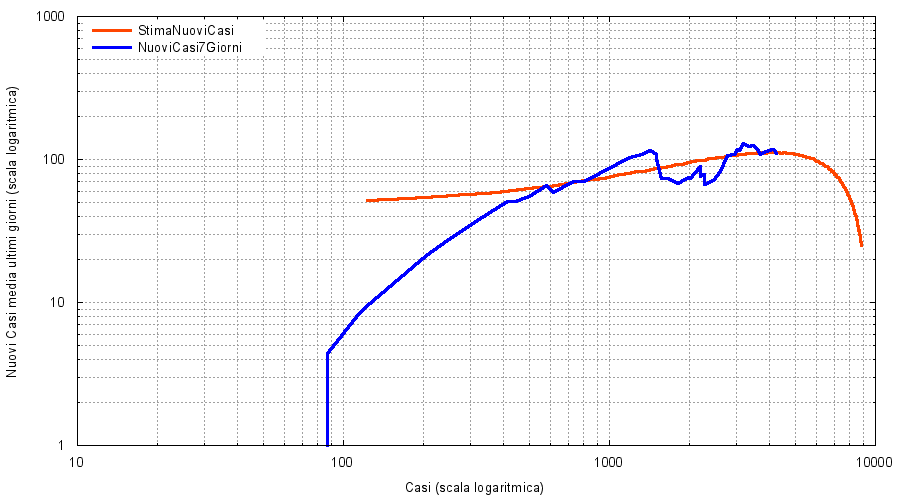 1000
StimaNuoviCasi
NuoviCasi7Giorni
100
10
1
10
100
1000
10000
Nuovi Casi media ultimi giorni (scala logaritmica)
Casi (scala logaritmica)